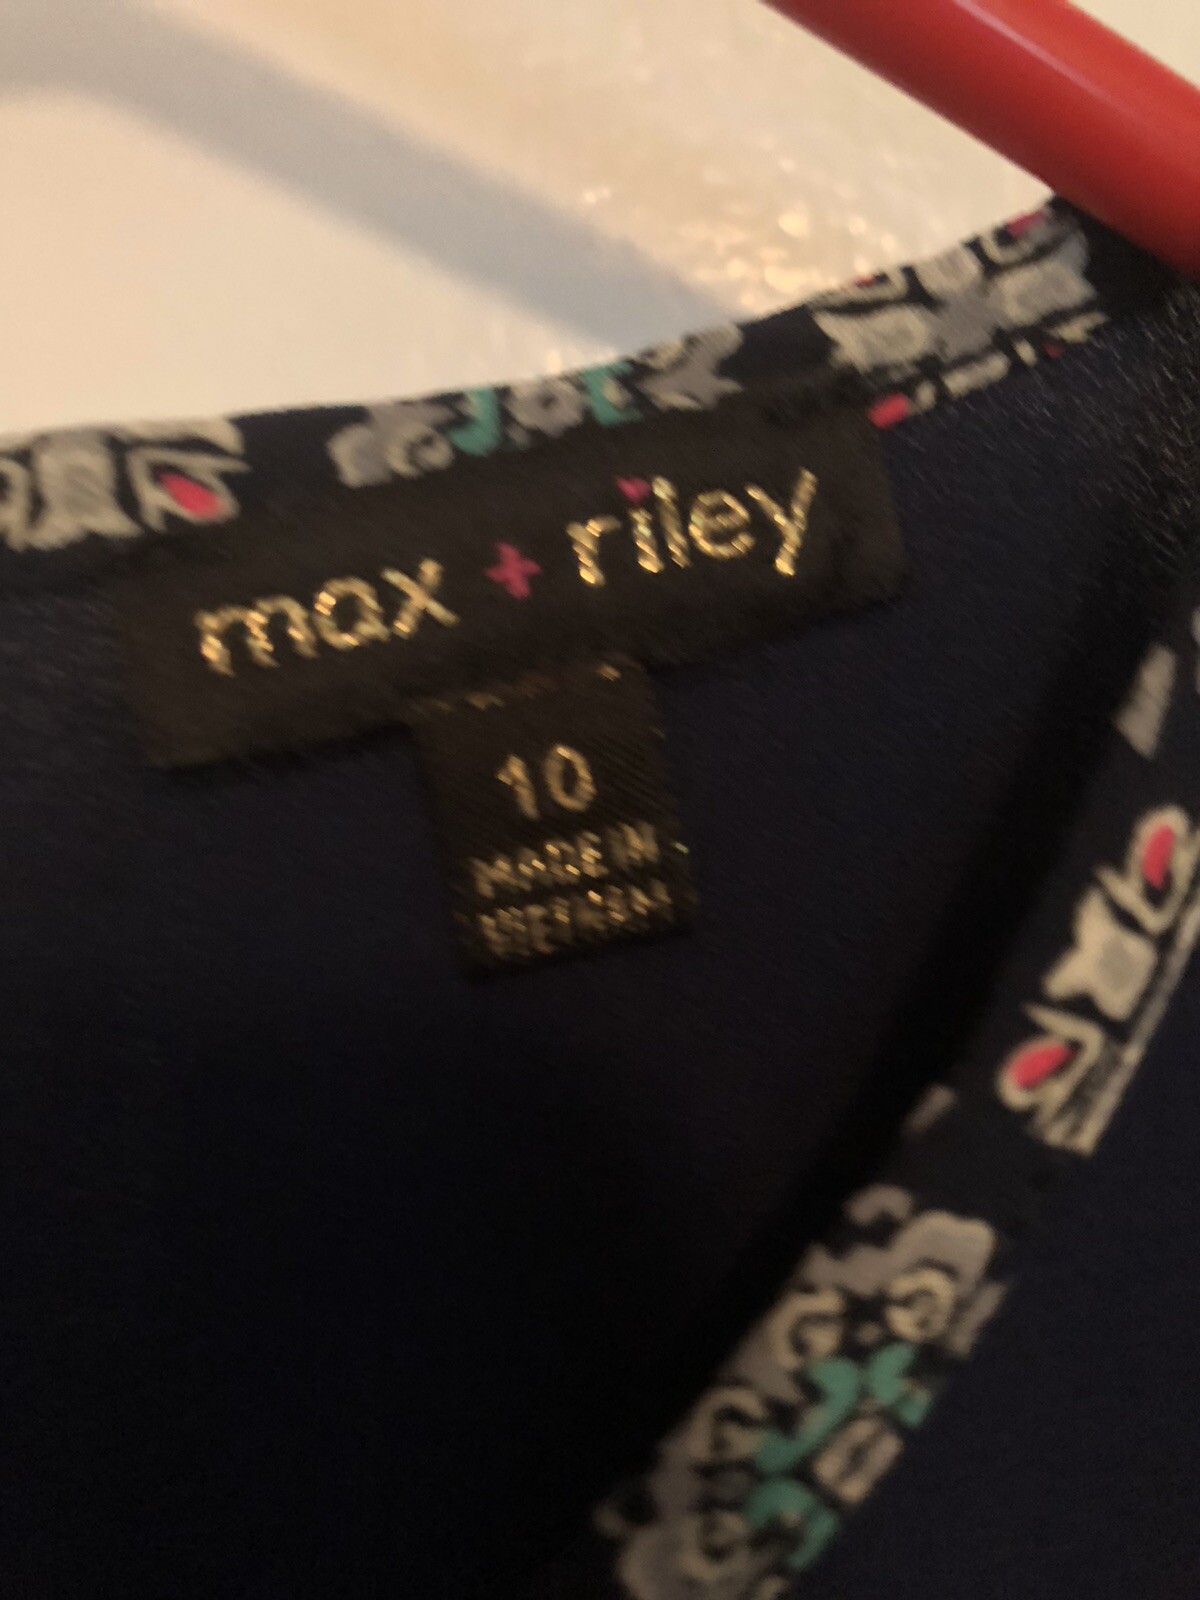 max + riley
10
MADE IN
VIETNAM